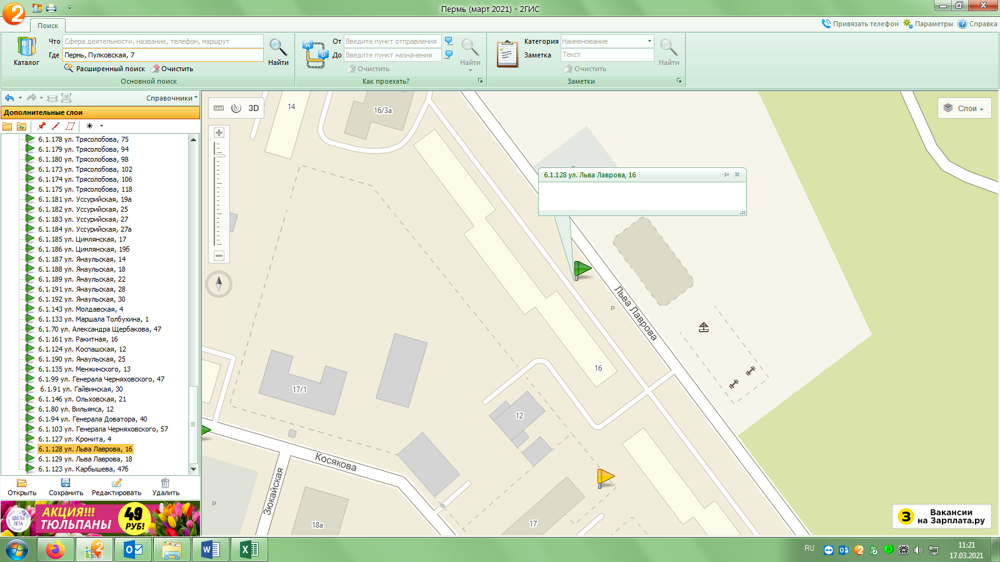 Пермь (март 2021) - 2ГИС
Поиск
Привязать телефон
Параметры
Справка
Каталог
Что
Сфера деятельности, название, телефон, маршрут
Где
Пермь, Пулковская, 7
Расширенный поиск
Очистить
Найти
Основной поиск
От
Введите пункт отправления
До
Введите пункт назначения
Очистить
Найти
Как проехать?
Категория
Наименование
Заметка
Текст
Очистить
Найти
Заметки
Справочники
Дополнительные слои
6.1.178 ул. Трясолобова, 75
6.1.179 ул. Трясолобова, 94
6.1.180 ул. Трясолобова, 98
6.1.173 ул. Трясолобова, 102
6.1.174 ул. Трясолобова, 106
6.1.175 ул. Трясолобова, 118
6.1.181 ул. Уссурийская, 19а
6.1.182 ул. Уссурийская, 25
6.1.183 ул. Уссурийская, 27
6.1.184 ул. Уссурийская, 27а
6.1.185 ул. Цимлянская, 17
6.1.186 ул. Цимлянская, 19б
6.1.187 ул. Янаульская, 14
6.1.188 ул. Янаульская, 18
6.1.189 ул. Янаульская, 22
6.1.191 ул. Янаульская, 28
6.1.192 ул. Янаульская, 30
6.1.143 ул. Молдавская, 4
6.1.133 ул. Маршала Толбухина, 1
6.1.70 ул. Александра Щербакова, 47
6.1.161 ул. Ракитная, 16
6.1.124 ул. Коспашская, 12
6.1.190 ул. Янаульская, 25
6.1.135 ул. Менжинского, 13
6.1.99 ул. Генерала Черняховского, 47
6.1.91 ул. Гайвинская, 30
6.1.146 ул. Ольховская, 21
6.1.80 ул. Вильямса, 12
6.1.94 ул. Генерала Доватора, 40
6.1.103 ул. Генерала Черняховского, 57
6.1.127 ул. Кронита, 4
6.1.128 ул. Льва Лаврова, 16
6.1.129 ул. Льва Лаврова, 18
6.1.123 ул. Карбышева, 47б
Открыть
Сохранить
Редактировать
Удалить
ЦВЕТЫ ЛЕТА
АКЦИЯ!!!
ТЮЛЬПАНЫ
49
РУБ!
3D
Слои
14
16/3а
6.1.128 ул. Льва Лаврова, 16
P
Льва Лаврова
16
17/1
12
Косякова
Зюкайская
P
18а
17
З
Вакансии
на Зарплата.ру
RU
11:21
17.03.2021